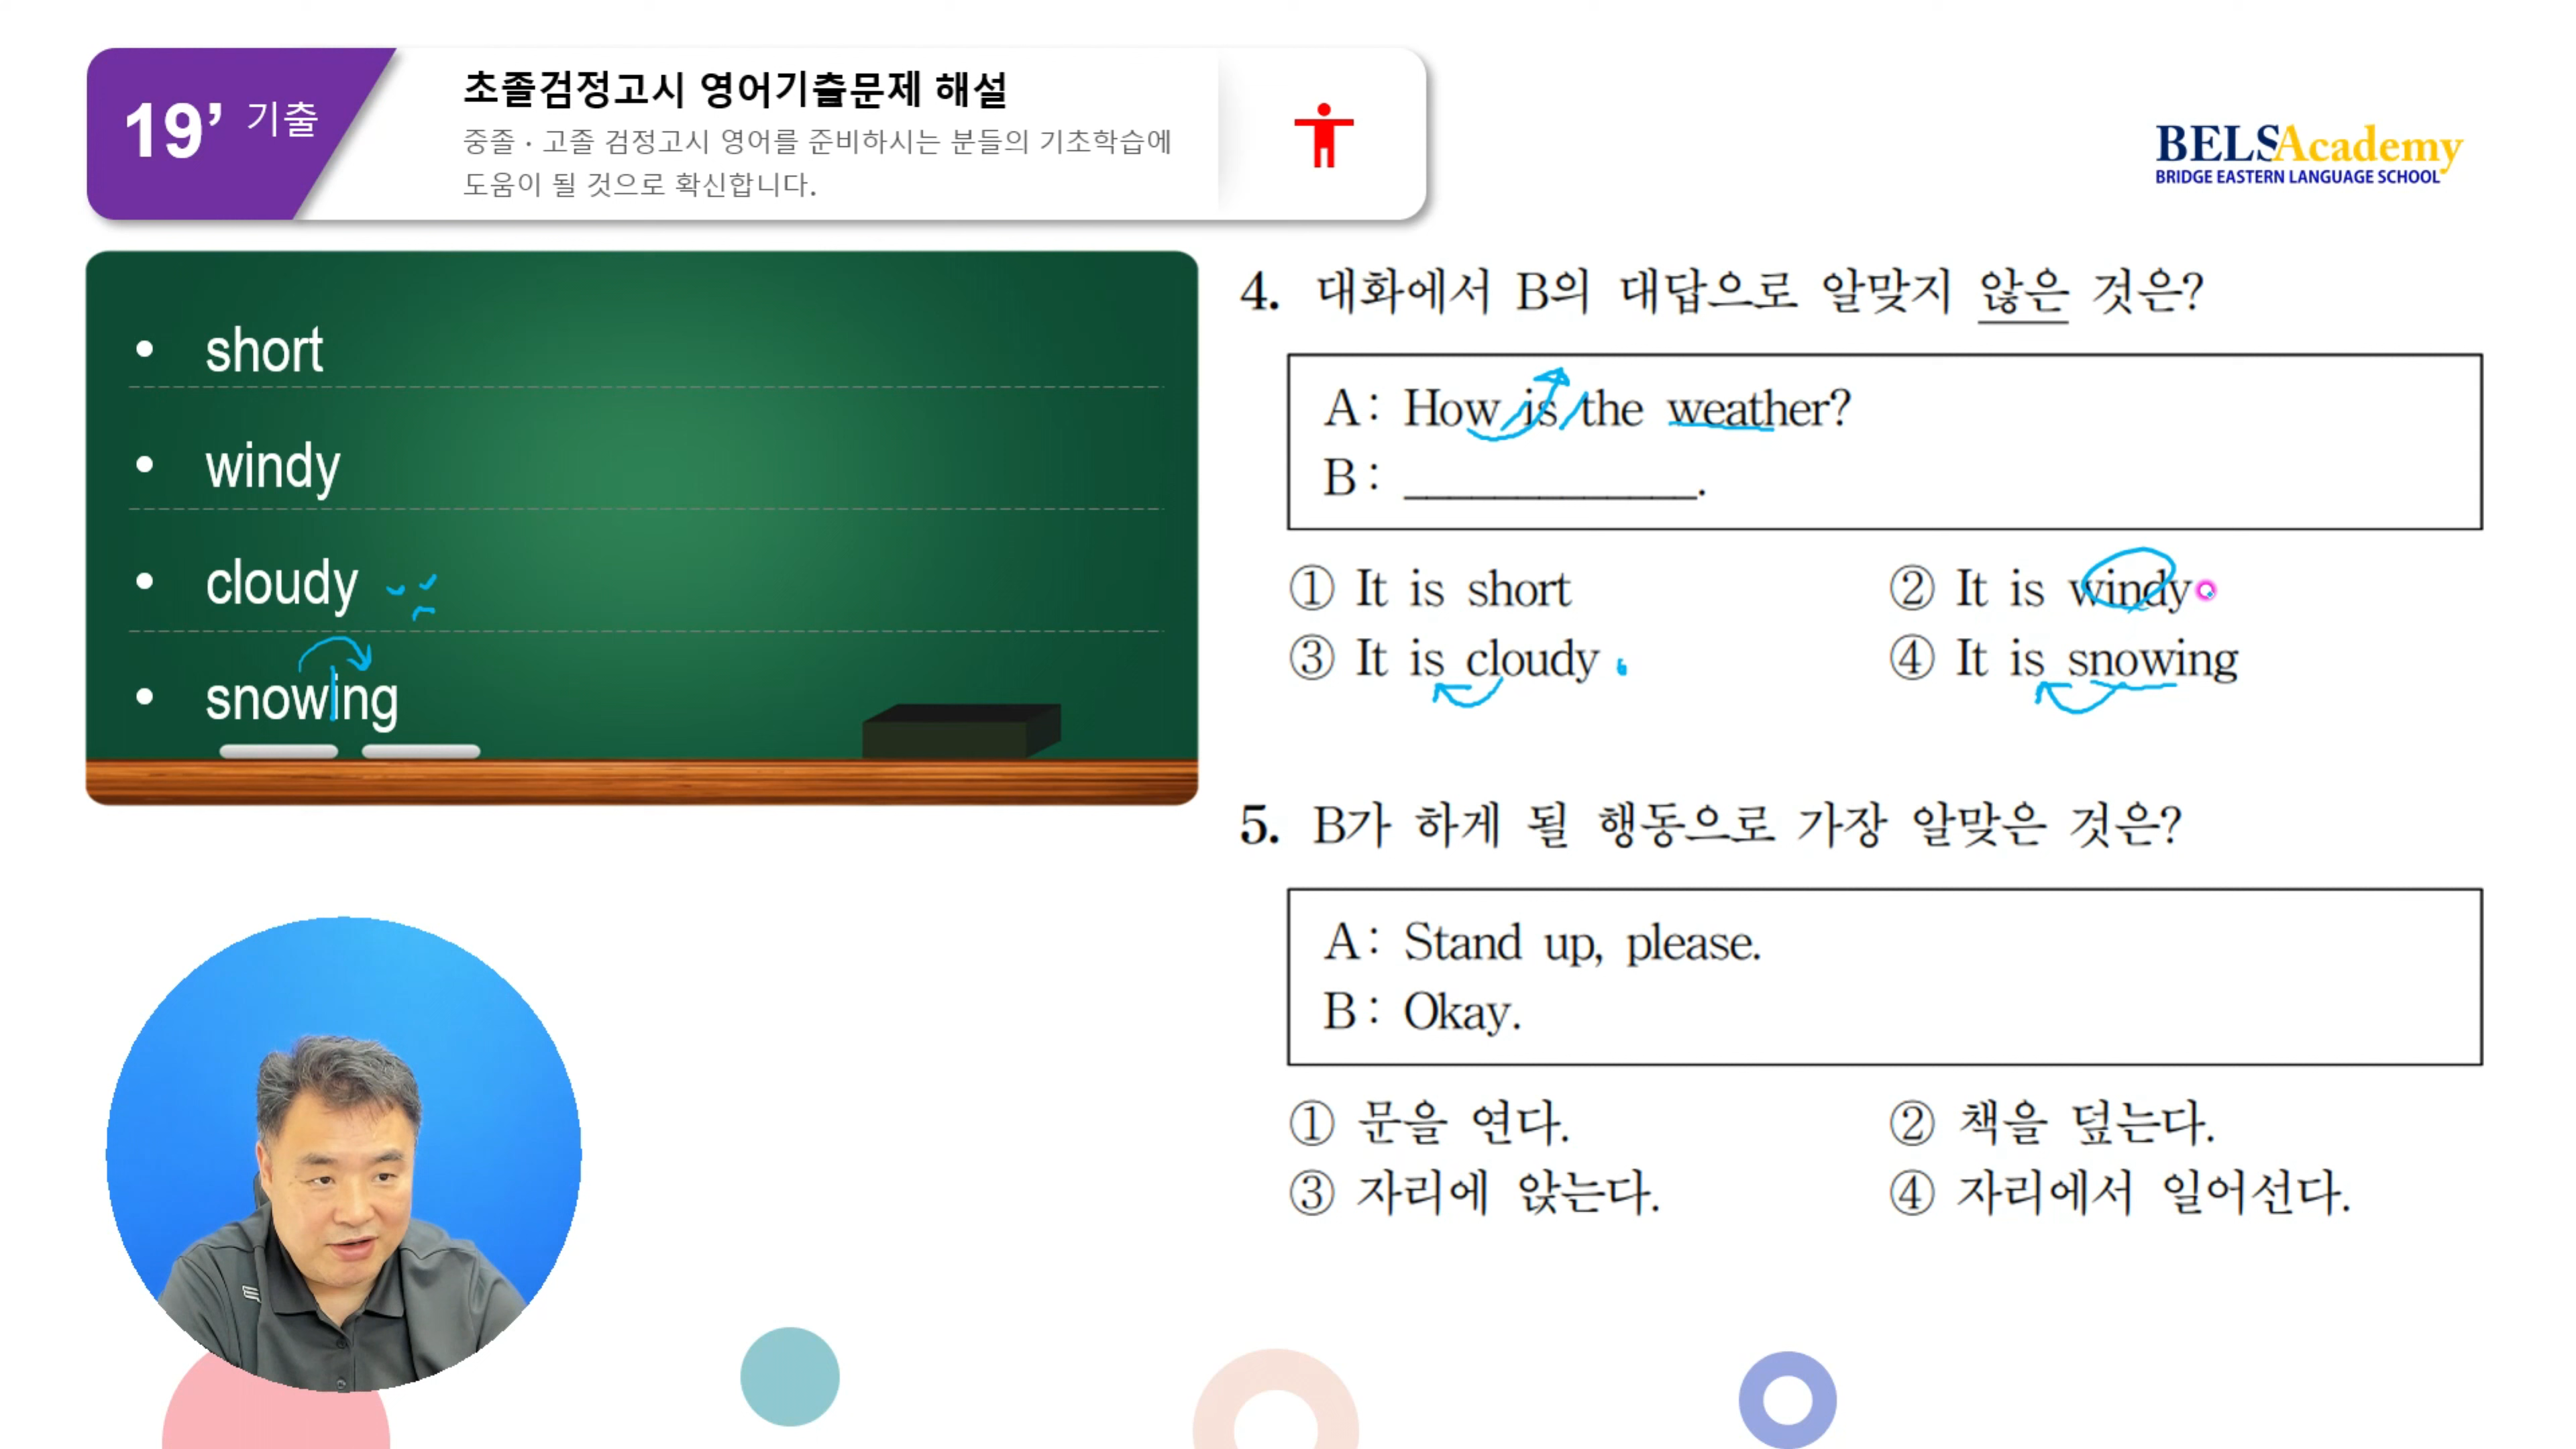 19’ 기출
초졸검정고시 영어기출문제 해설
중졸 · 고졸 검정고시 영어를 준비하시는 분들의 기초학습에
도움이 될 것으로 확신합니다.
BELSAcademy
BRIDGE EASTERN LANGUAGE SCHOOL
• short
• windy
• cloudy
• snowing
4. 대화에서 B의 대답으로 알맞지 않은 것은?
A : How is the weather?
B : _____________.
① It is short
② It is windy
③ It is cloudy
④ It is snowing
5. B가 하게 될 행동으로 가장 알맞은 것은?
A : Stand up, please.
B : Okay.
① 문을 연다.
② 책을 덮는다.
③ 자리에 앉는다.
④ 자리에서 일어선다.